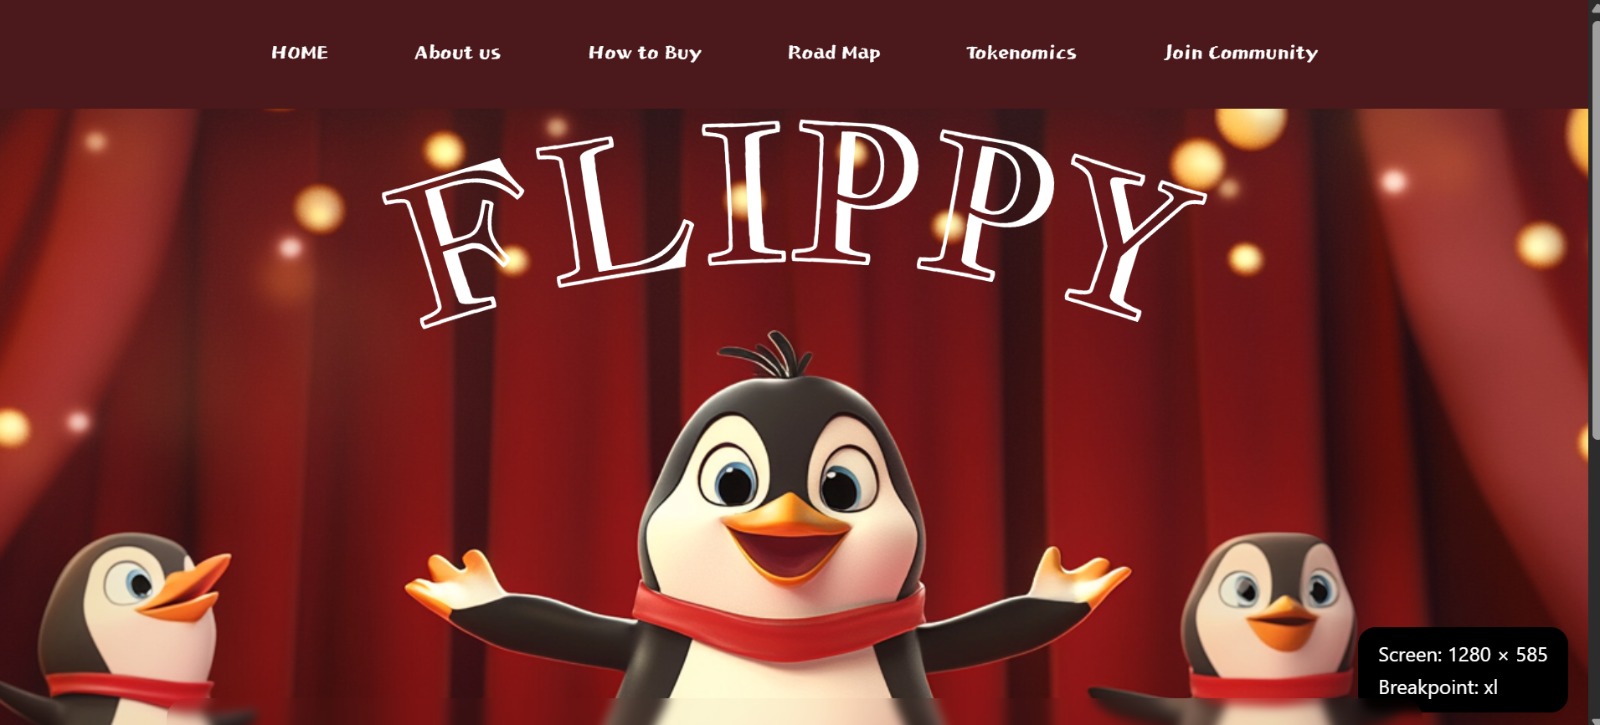 HOME About us How to Buy Road Map Tokenomics Join Community
FLIPPY
Screen: 1280 × 585
Breakpoint: xl